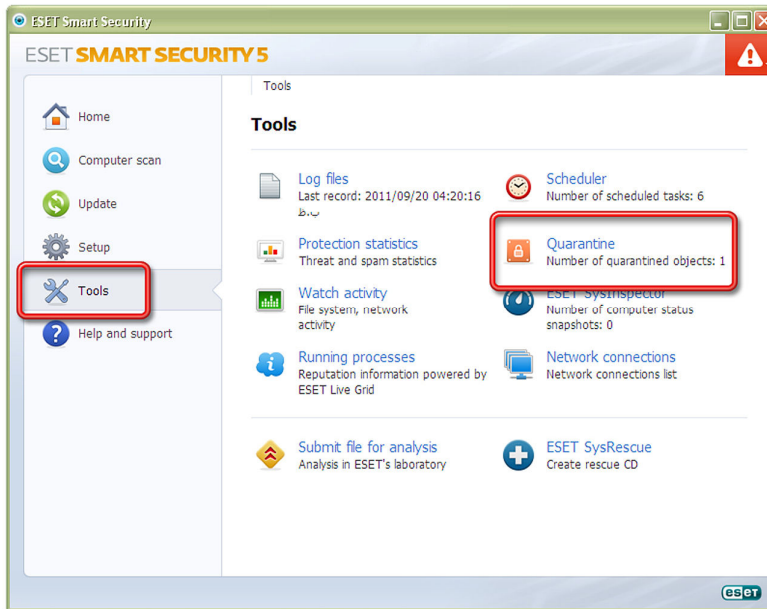 ESET Smart Security
ESET SMART SECURITY 5
Home
Computer scan
Update
Setup
Tools
Help and support
Tools
Tools
Log files
Last record: 2011/09/20 04:20:16
ب.ظ
Scheduler
Number of scheduled tasks: 6
Protection statistics
Threat and spam statistics
Quarantine
Number of quarantined objects: 1
Watch activity
File system, network
activity
ESET SysInspector
Number of computer status
snapshots: 0
Running processes
Reputation information powered by
ESET Live Grid
Network connections
Network connections list
Submit file for analysis
Analysis in ESET's laboratory
ESET SysRescue
Create rescue CD
eset